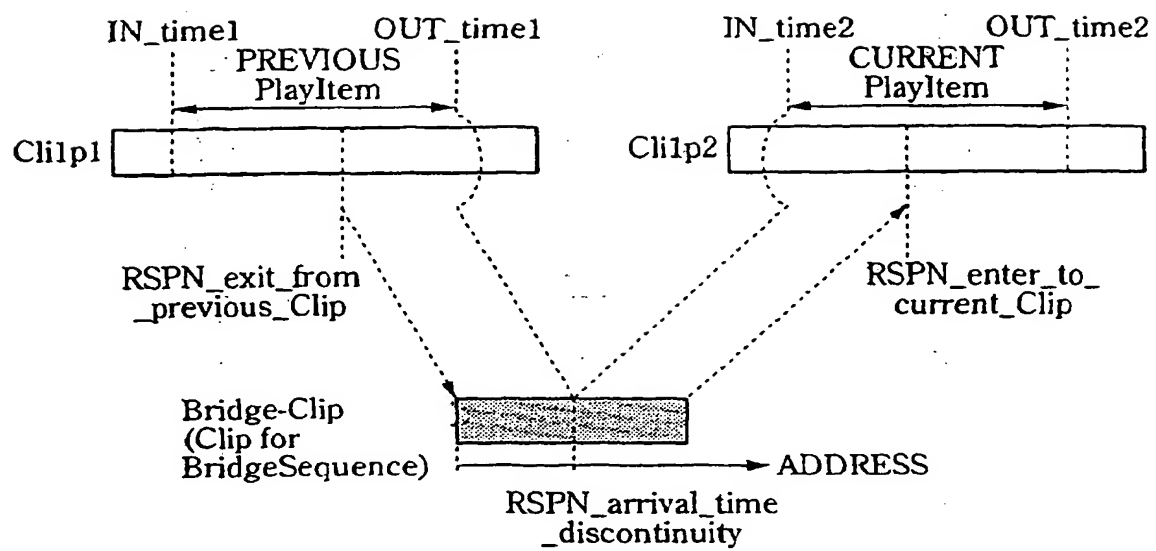 IN_time1
OUT_time1
IN_time2
OUT_time2
PREVIOUS
PlayItem
CURRENT
PlayItem
Cli1p1
Cli1p2
RSPN_exit_from
_previous_Clip
RSPN_enter_to_
current_Clip
Bridge-Clip
(Clip for
BridgeSequence)
ADDRESS
RSPN_arrival_time
_discontinuity